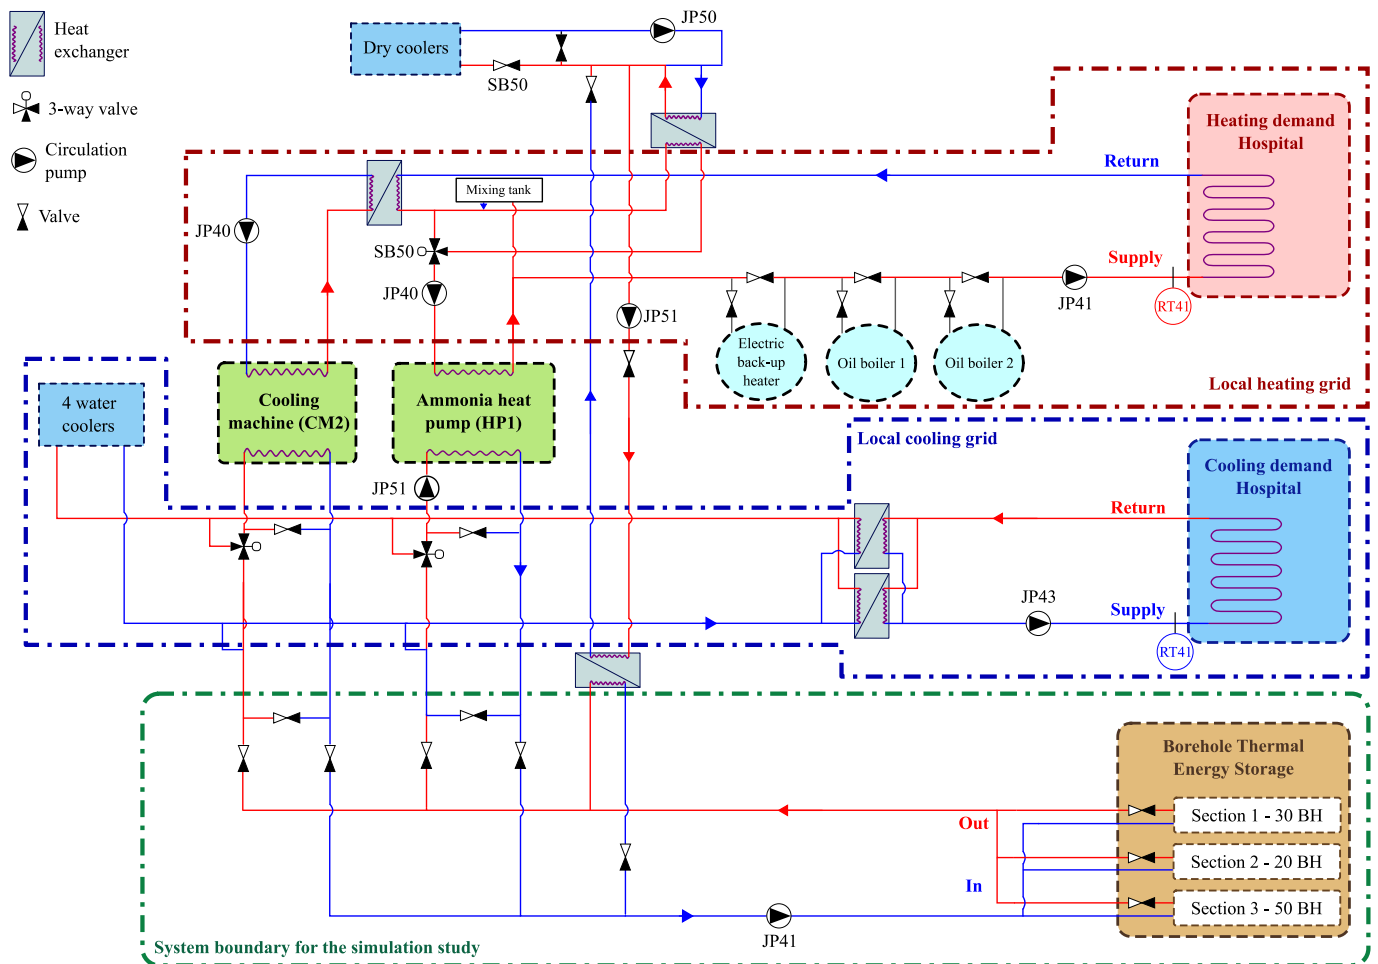 Heat
exchanger
3-way valve
Circulation
pump
Valve
Dry coolers
JP50
SB50
Heating demand
Hospital
Return
Mixing tank
JP40
SB50
JP40
Supply
JP41
RT41
JP51
Electric
back-up
heater
Oil boiler 1
Oil boiler 2
Local heating grid
4 water
coolers
Cooling
machine (CM2)
Ammonia heat
pump (HP1)
Local cooling grid
Cooling demand
Hospital
JP51
Return
JP43
Supply
RT41
Borehole Thermal
Energy Storage
Section 1 - 30 BH
Out
Section 2 - 20 BH
In
Section 3 - 50 BH
JP41
System boundary for the simulation study